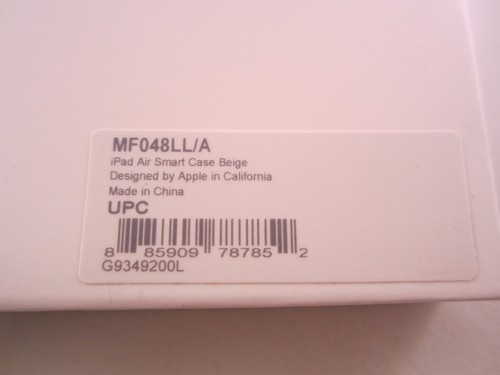 MF048LL/A
iPad Air Smart Case Beige
Designed by Apple in California
Made in China
UPC
8 85909 78785 2
G9349200L